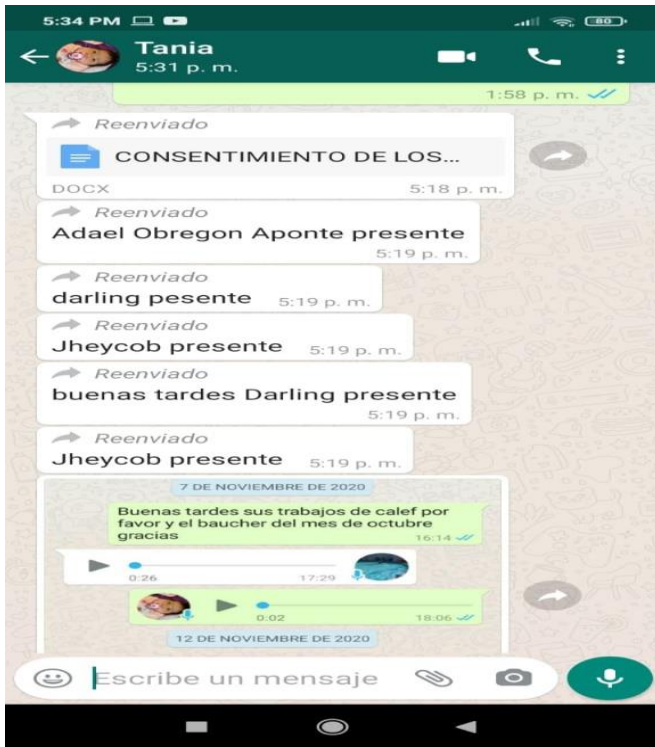 5:34 PM
80
Tania
5:31 p. m.
1:58 p. m.
Reenviado
CONSENTIMIENTO DE LOS...
DOCX
5:18 p. m.
Reenviado
Adael Obregon Aponte presente
5:19 p. m.
Reenviado
darling pesente 5:19 p. m.
Reenviado
Jheycob presente 5:19 p. m.
Reenviado
buenas tardes Darling presente
5:19 p. m.
Reenviado
Jheycob presente 5:19 p. m.
7 DE NOVIEMBRE DE 2020
Buenas tardes sus trabajos de calef por
favor y el baucher del mes de octubre
gracias
16:14
0:26 17:29
0:02 18:06
12 DE NOVIEMBRE DE 2020
Escribe un mensaje